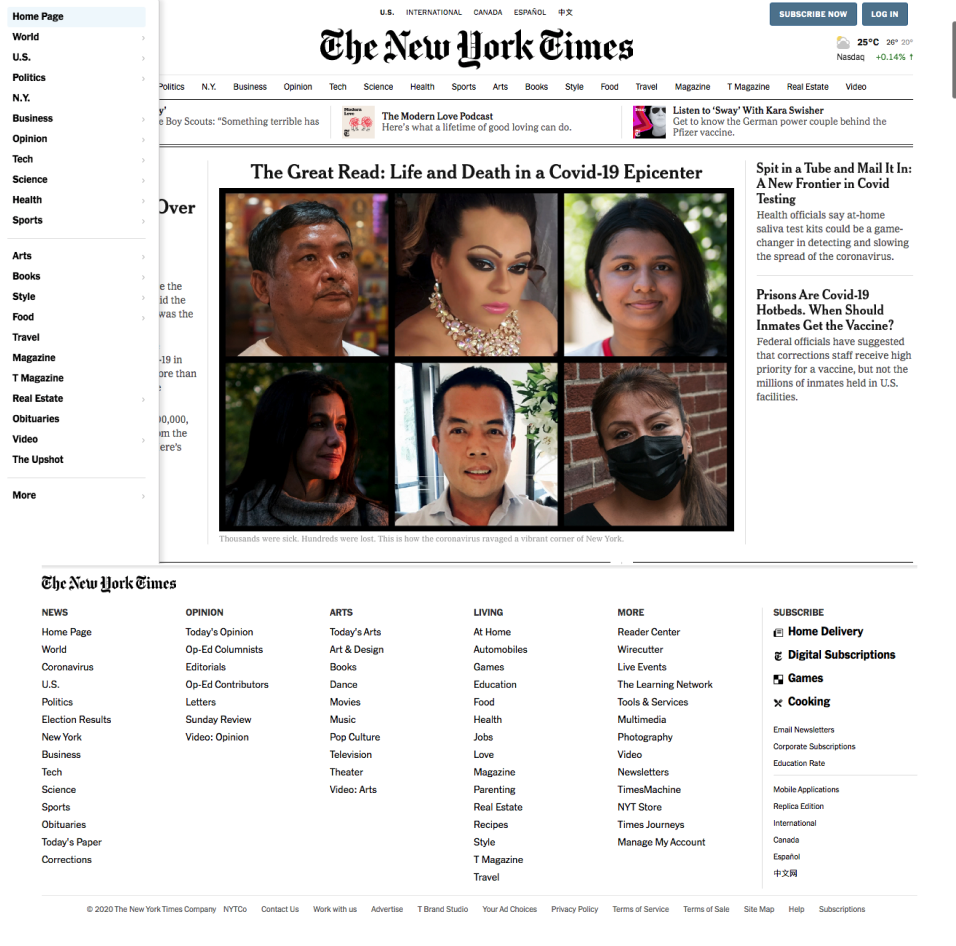 Home Page
World
U.S.
Politics
N.Y.
Business
Opinion
Tech
Science
Health
Sports
Arts
Books
Style
Food
Travel
Magazine
T Magazine
Real Estate
Obituaries
Video
The Upshot
More
U.S. INTERNATIONAL CANADA ESPAÑOL 中文
SUBSCRIBE NOW LOG IN
The New York Times
25°C 26° 20°
Nasdaq +0.14% ↑
Politics N.Y. Business Opinion Tech Science Health Sports Arts Books Style Food Travel Magazine T Magazine Real Estate Video
y’
e Boy Scouts: “Something terrible has
The Modern Love Podcast
Here's what a lifetime of good loving can do.
Listen to ‘Sway’ With Kara Swisher
Get to know the German power couple behind the
Pfizer vaccine.
Over
e the
id the
was the
-19 in
ore than
00,000,
om the
ere's
The Great Read: Life and Death in a Covid-19 Epicenter
Thousands were sick. Hundreds were lost. This is how the coronavirus ravaged a vibrant corner of New York.
Spit in a Tube and Mail It In:
A New Frontier in Covid
Testing
Health officials say at-home
saliva test kits could be a game-
changer in detecting and slowing
the spread of the coronavirus.
Prisons Are Covid-19
Hotbeds. When Should
Inmates Get the Vaccine?
Federal officials have suggested
that corrections staff receive high
priority for a vaccine, but not the
millions of inmates held in U.S.
facilities.
The New York Times
NEWS
Home Page
World
Coronavirus
U.S.
Politics
Election Results
New York
Business
Tech
Science
Sports
Obituaries
Today's Paper
Corrections
OPINION
Today's Opinion
Op-Ed Columnists
Editorials
Op-Ed Contributors
Letters
Sunday Review
Video: Opinion
ARTS
Today's Arts
Art & Design
Books
Dance
Movies
Music
Pop Culture
Television
Theater
Video: Arts
LIVING
At Home
Automobiles
Games
Education
Food
Health
Jobs
Love
Magazine
Parenting
Real Estate
Recipes
Style
T Magazine
Travel
MORE
Reader Center
Wirecutter
Live Events
The Learning Network
Tools & Services
Multimedia
Photography
Video
Newsletters
TimesMachine
NYT Store
Times Journeys
Manage My Account
SUBSCRIBE
Home Delivery
Digital Subscriptions
Games
Cooking
Email Newsletters
Corporate Subscriptions
Education Rate
Mobile Applications
Replica Edition
International
Canada
Español
中文网
© 2020 The New York Times Company NYTCo Contact Us Work with us Advertise T Brand Studio Your Ad Choices Privacy Policy Terms of Service Terms of Sale Site Map Help Subscriptions